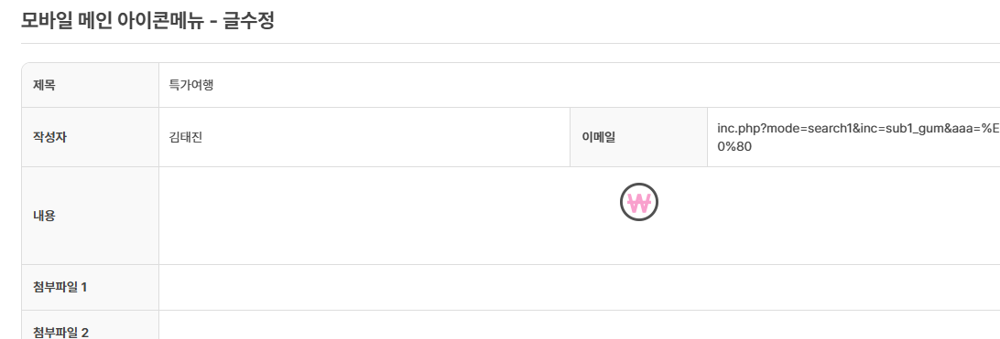 모바일 메인 아이콘메뉴 - 글수정
제목
특가여행
작성자
김태진
이메일
inc.php?mode=search1&inc=sub1_gum&aaa=%E
0%80
내용
₩
첨부파일 1
첨부파일 2